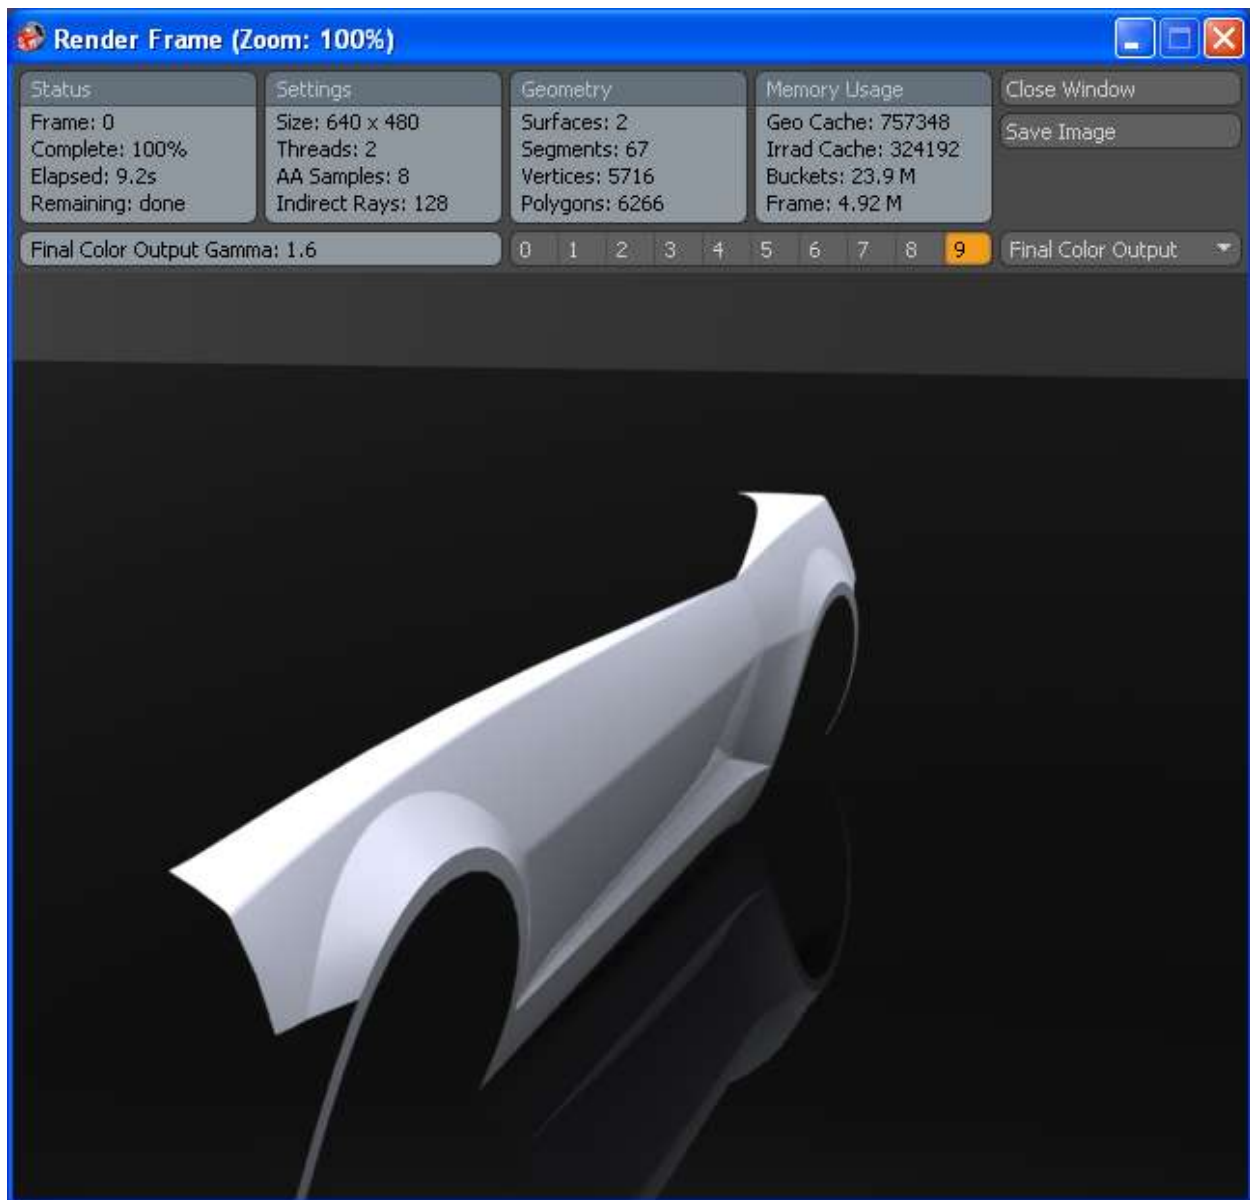 Render Frame (Zoom: 100%)
Status
Frame: 0
Complete: 100%
Elapsed: 9.2s
Remaining: done
Settings
Size: 640 x 480
Threads: 2
AA Samples: 8
Indirect Rays: 128
Geometry
Surfaces: 2
Segments: 67
Vertices: 5716
Polygons: 6266
Memory Usage
Geo Cache: 757348
Irrad Cache: 324192
Buckets: 23.9 M
Frame: 4.92 M
Close Window
Save Image
Final Color Output Gamma: 1.6
0 1 2 3 4 5 6 7 8 9
Final Color Output